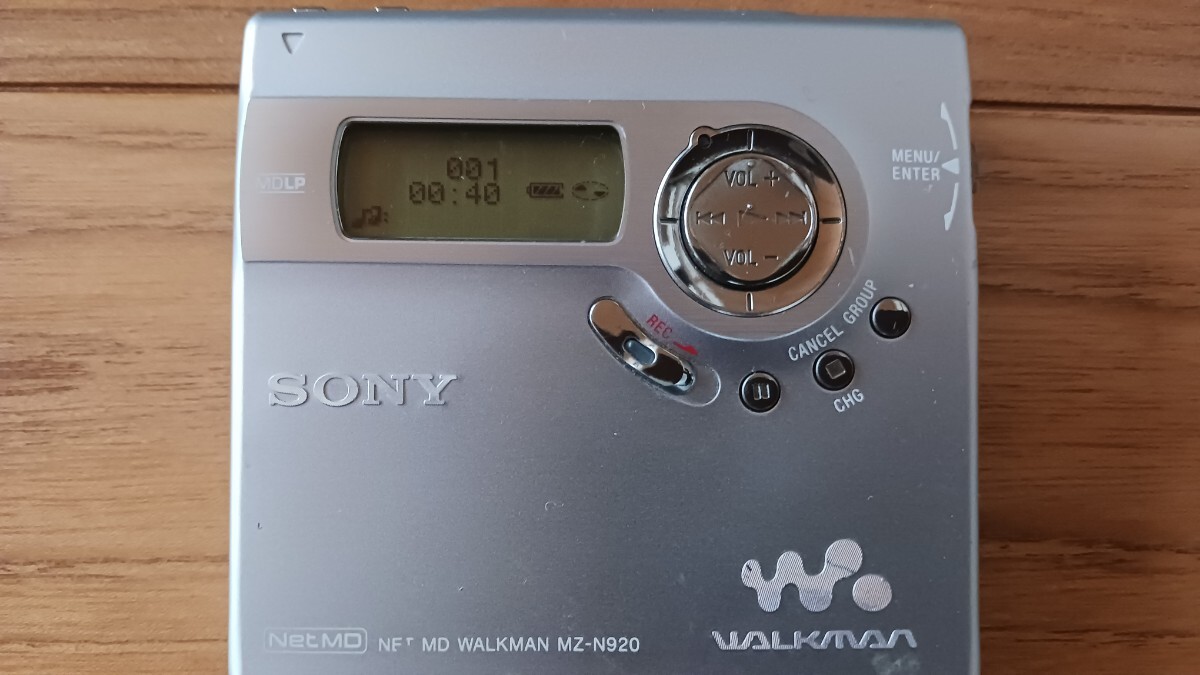 001
00:40
MDLP
VOL +
VOL −
MENU/
ENTER
REC
GROUP
CANCEL
CHG
SONY
NetMD
NET MD WALKMAN MZ-N920
WALKMAN